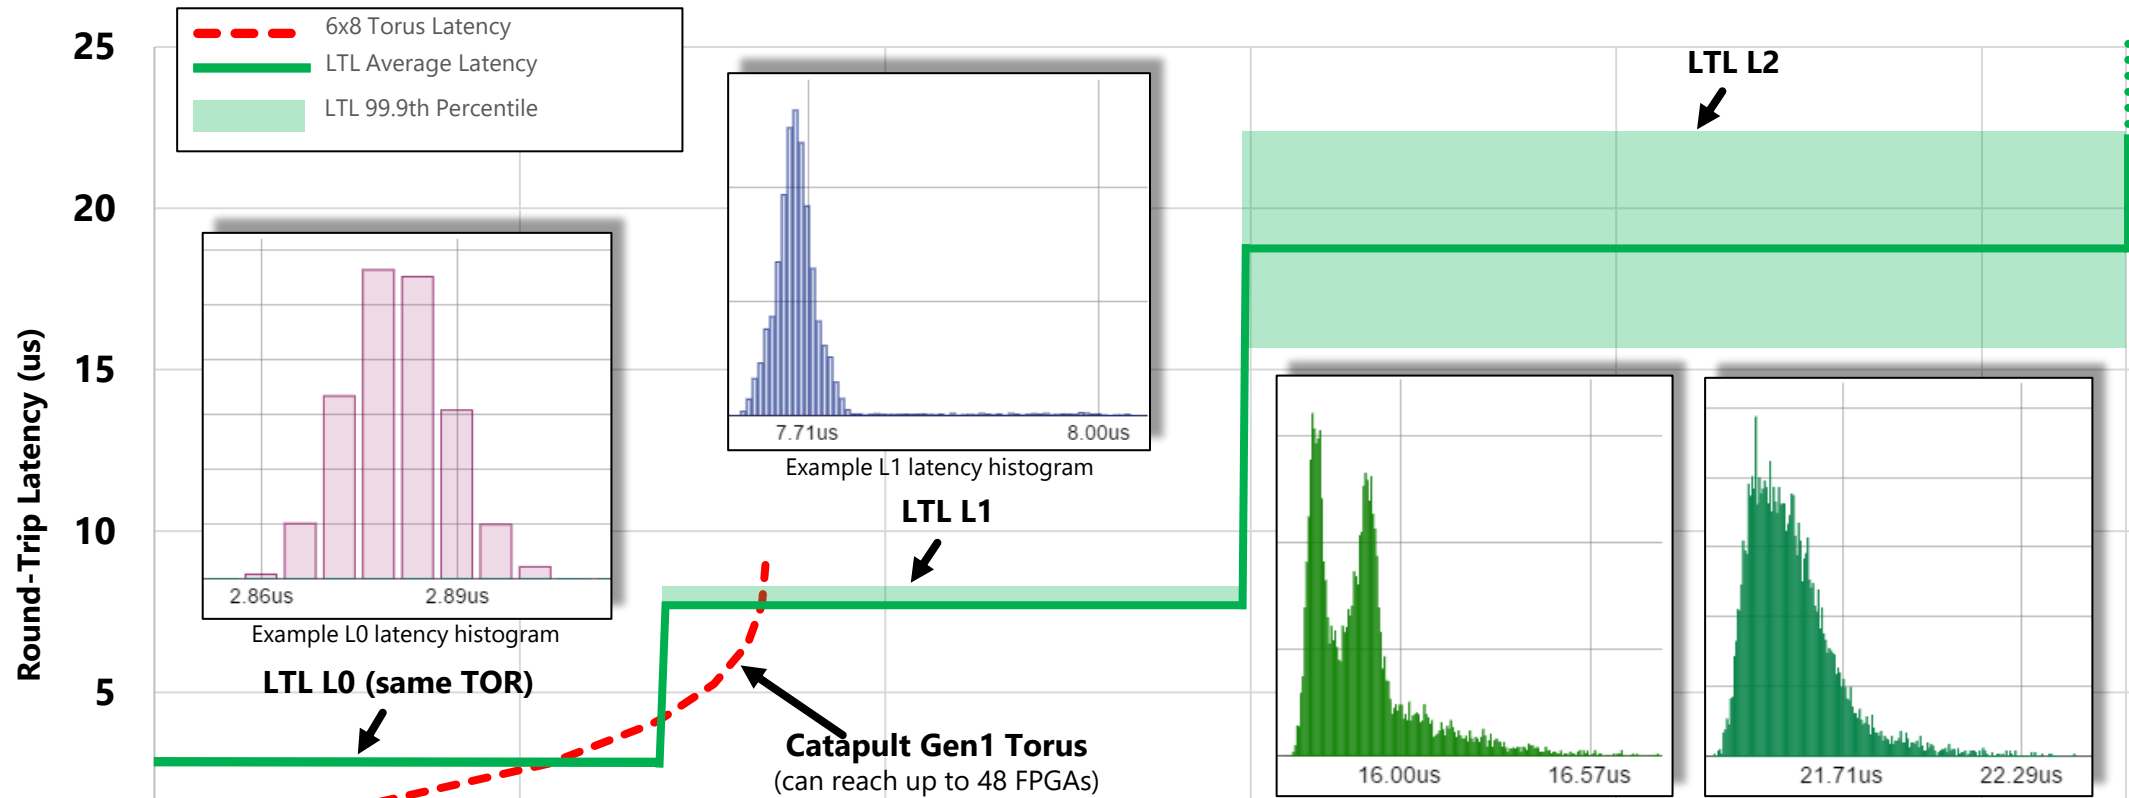 6x8 Torus Latency
LTL Average Latency
LTL 99.9th Percentile
25
20
15
10
5
Round-Trip Latency (us)
2.86us 2.89us
Example L0 latency histogram
LTL L0 (same TOR)
7.71us 8.00us
Example L1 latency histogram
LTL L1
Catapult Gen1 Torus
(can reach up to 48 FPGAs)
LTL L2
16.00us 16.57us
21.71us 22.29us